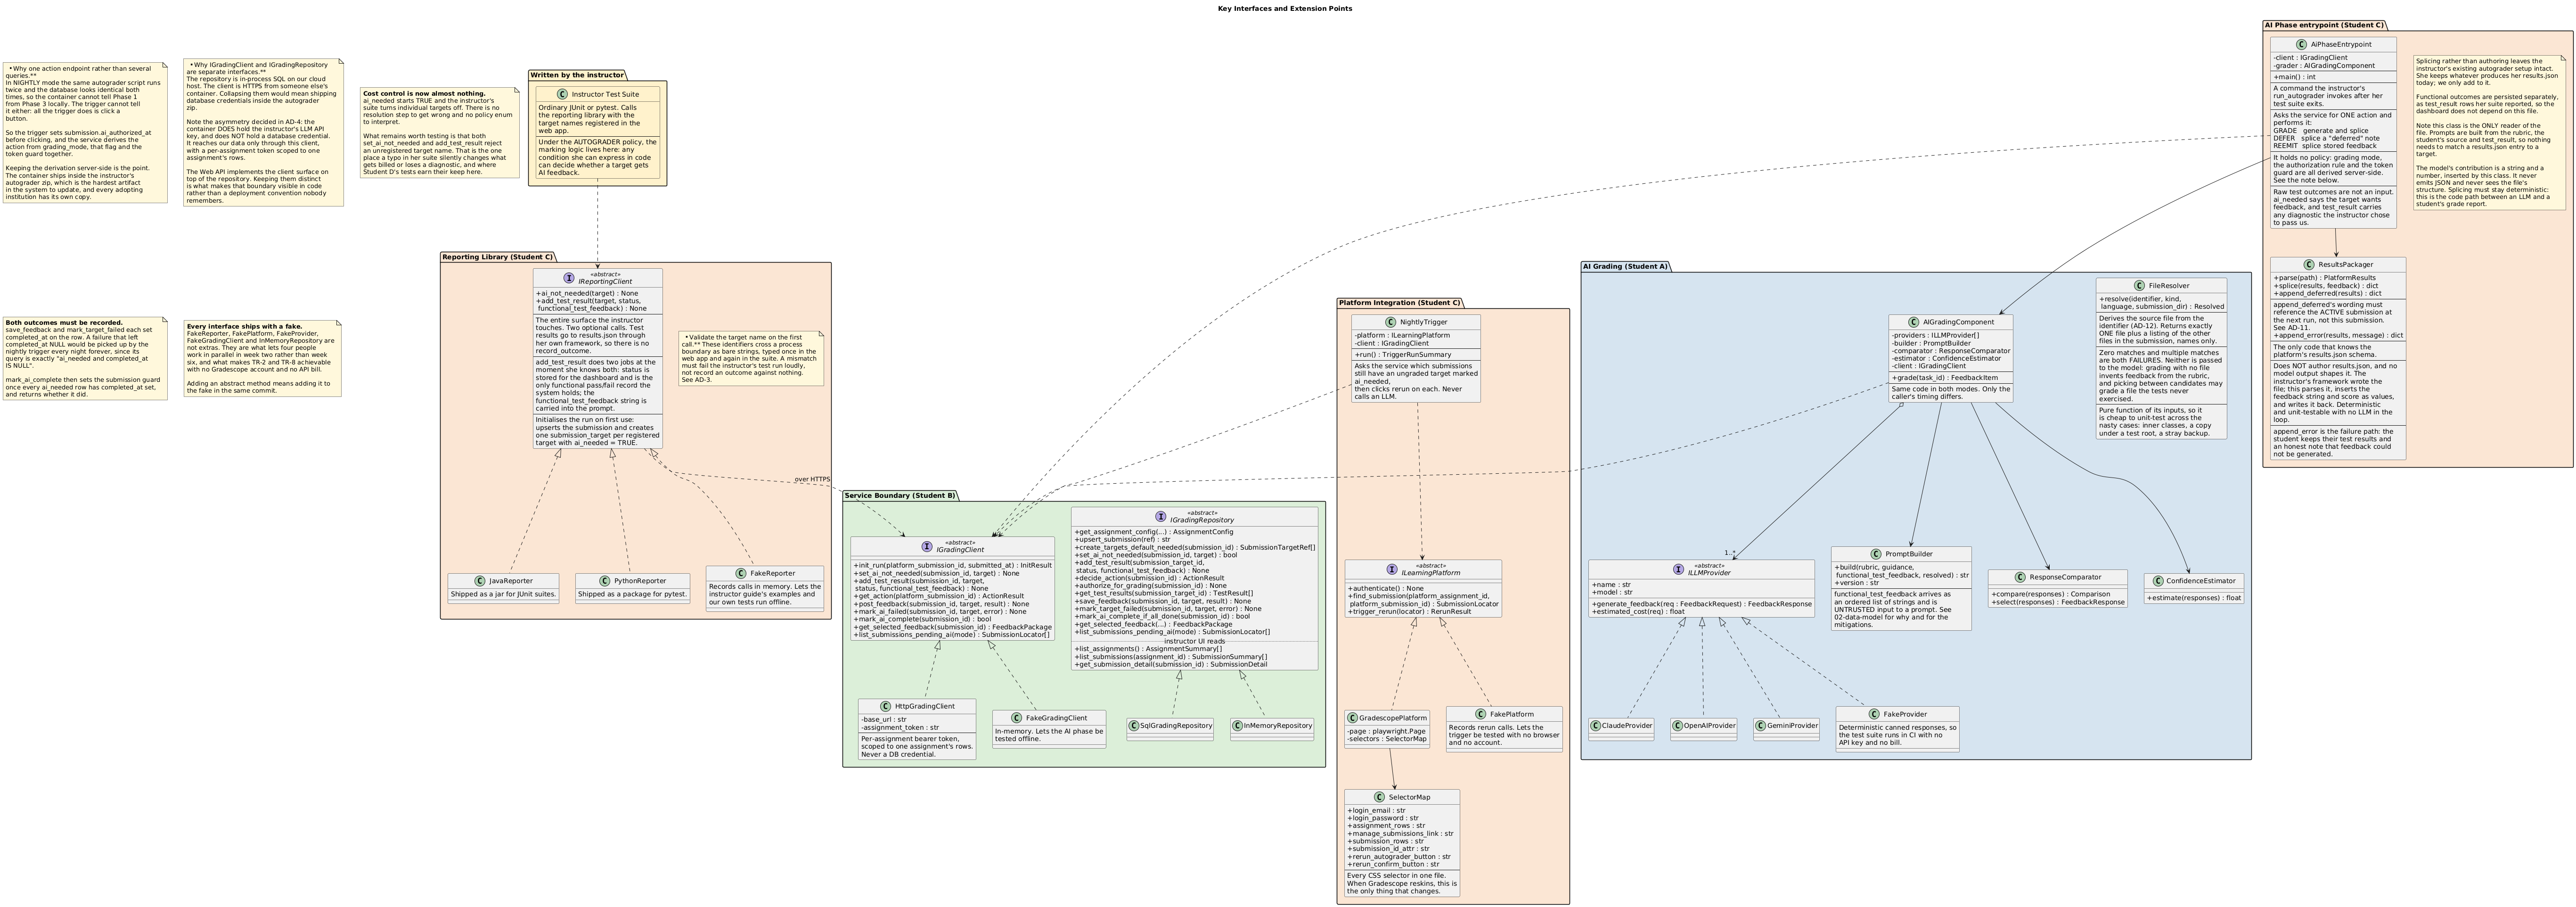 Key Interfaces and Extension Points
• Why one action endpoint rather than several
queries.**
In NIGHTLY mode the same autograder script runs
twice and the database looks identical both
times, so the container cannot tell Phase 1
from Phase 3 locally. The trigger cannot tell
it either: all the trigger does is click a
button.
So the trigger sets submission.ai_authorized_at
before clicking, and the service derives the
action from grading_mode, that flag and the
token guard together.
Keeping the derivation server-side is the point.
The container ships inside the instructor's
autograder zip, which is the hardest artifact
in the system to update, and every adopting
institution has its own copy.
• Why IGradingClient and IGradingRepository
are separate interfaces.**
The repository is in-process SQL on our cloud
host. The client is HTTPS from someone else's
container. Collapsing them would mean shipping
database credentials inside the autograder
zip.
Note the asymmetry decided in AD-4: the
container DOES hold the instructor's LLM API
key, and does NOT hold a database credential.
It reaches our data only through this client,
with a per-assignment token scoped to one
assignment's rows.
The Web API implements the client surface on
top of the repository. Keeping them distinct
is what makes that boundary visible in code
rather than a deployment convention nobody
remembers.
Cost control is now almost nothing.
ai_needed starts TRUE and the instructor's
suite turns individual targets off. There is no
resolution step to get wrong and no policy enum
to interpret.
What remains worth testing is that both
set_ai_not_needed and add_test_result reject
an unregistered target name. That is the one
place a typo in her suite silently changes what
gets billed or loses a diagnostic, and where
Student D's tests earn their keep here.
Written by the instructor
C Instructor Test Suite
Ordinary JUnit or pytest. Calls
the reporting library with the
target names registered in the
web app.
Under the AUTOGRADER policy, the
marking logic lives here: any
condition she can express in code
can decide whether a target gets
AI feedback.
AI Phase entrypoint (Student C)
C AiPhaseEntrypoint
-client : IGradingClient
-grader : AIGradingComponent
+main() : int
A command the instructor's
run_autograder invokes after her
test suite exits.
Asks the service for ONE action and
performs it:
GRADE generate and splice
DEFER splice a "deferred" note
REEMIT splice stored feedback
It holds no policy: grading mode,
the authorization rule and the token
guard are all derived server-side.
See the note below.
Raw test outcomes are not an input.
ai_needed says the target wants
feedback, and test_result carries
any diagnostic the instructor chose
to pass us.
Splicing rather than authoring leaves the
instructor's existing autograder setup intact.
She keeps whatever produces her results.json
today; we only add to it.
Functional outcomes are persisted separately,
as test_result rows her suite reported, so the
dashboard does not depend on this file.
Note this class is the ONLY reader of the
file. Prompts are built from the rubric, the
student's source and test_result, so nothing
needs to match a results.json entry to a
target.
The model's contribution is a string and a
number, inserted by this class. It never
emits JSON and never sees the file's
structure. Splicing must stay deterministic:
this is the code path between an LLM and a
student's grade report.
C ResultsPackager
+parse(path) : PlatformResults
+splice(results, feedback) : dict
+append_deferred(results) : dict
append_deferred's wording must
reference the ACTIVE submission at
the next run, not this submission.
See AD-11.
+append_error(results, message) : dict
The only code that knows the
platform's results.json schema.
Does NOT author results.json, and no
model output shapes it. The
instructor's framework wrote the
file; this parses it, inserts the
feedback string and score as values,
and writes it back. Deterministic
and unit-testable with no LLM in the
loop.
append_error is the failure path: the
student keeps their test results and
an honest note that feedback could
not be generated.
Both outcomes must be recorded.
save_feedback and mark_target_failed each set
completed_at on the row. A failure that left
completed_at NULL would be picked up by the
nightly trigger every night forever, since its
query is exactly "ai_needed and completed_at
IS NULL".
mark_ai_complete then sets the submission guard
once every ai_needed row has completed_at set,
and returns whether it did.
Every interface ships with a fake.
FakeReporter, FakePlatform, FakeProvider,
FakeGradingClient and InMemoryRepository are
not extras. They are what lets four people
work in parallel in week two rather than week
six, and what makes TR-2 and TR-8 achievable
with no Gradescope account and no API bill.
Adding an abstract method means adding it to
the fake in the same commit.
Reporting Library (Student C)
I «abstract»
IReportingClient
+ai_not_needed(target) : None
+add_test_result(target, status,
functional_test_feedback) : None
The entire surface the instructor
touches. Two optional calls. Test
results go to results.json through
her own framework, so there is no
record_outcome.
add_test_result does two jobs at the
moment she knows both: status is
stored for the dashboard and is the
only functional pass/fail record the
system holds; the
functional_test_feedback string is
carried into the prompt.
Initialises the run on first use:
upserts the submission and creates
one submission_target per registered
target with ai_needed = TRUE.
• Validate the target name on the first
call.** These identifiers cross a process
boundary as bare strings, typed once in the
web app and again in the suite. A mismatch
must fail the instructor's test run loudly,
not record an outcome against nothing.
See AD-3.
over HTTPS
C JavaReporter
Shipped as a jar for JUnit suites.
C PythonReporter
Shipped as a package for pytest.
C FakeReporter
Records calls in memory. Lets the
instructor guide's examples and
our own tests run offline.
Service Boundary (Student B)
I «abstract»
IGradingClient
+init_run(platform_submission_id, submitted_at) : InitResult
+set_ai_not_needed(submission_id, target) : None
+add_test_result(submission_id, target,
status, functional_test_feedback) : None
+get_action(platform_submission_id) : ActionResult
+post_feedback(submission_id, target, result) : None
+mark_ai_failed(submission_id, target, error) : None
+mark_ai_complete(submission_id) : bool
+get_selected_feedback(submission_id) : FeedbackPackage
+list_submissions_pending_ai(mode) : SubmissionLocator[]
I «abstract»
IGradingRepository
+get_assignment_config(...) : AssignmentConfig
+upsert_submission(ref) : str
+create_targets_default_needed(submission_id) : SubmissionTargetRef[]
+set_ai_not_needed(submission_id, target) : bool
+add_test_result(submission_target_id,
status, functional_test_feedback) : None
+decide_action(submission_id) : ActionResult
+authorize_for_grading(submission_id) : None
+get_test_results(submission_target_id) : TestResult[]
+save_feedback(submission_id, target, result) : None
+mark_target_failed(submission_id, target, error) : None
+mark_ai_complete_if_all_done(submission_id) : bool
+get_selected_feedback(...) : FeedbackPackage
+list_submissions_pending_ai(mode) : SubmissionLocator[]
instructor UI reads
+list_assignments() : AssignmentSummary[]
+list_submissions(assignment_id) : SubmissionSummary[]
+get_submission_detail(submission_id) : SubmissionDetail
C HttpGradingClient
-base_url : str
-assignment_token : str
Per-assignment bearer token,
scoped to one assignment's rows.
Never a DB credential.
C FakeGradingClient
In-memory. Lets the AI phase be
tested offline.
C SqlGradingRepository
C InMemoryRepository
Platform Integration (Student C)
C NightlyTrigger
-platform : ILearningPlatform
-client : IGradingClient
+run() : TriggerRunSummary
Asks the service which submissions
still have an ungraded target marked
ai_needed,
then clicks rerun on each. Never
calls an LLM.
I «abstract»
ILearningPlatform
+authenticate() : None
+find_submission(platform_assignment_id,
platform_submission_id) : SubmissionLocator
+trigger_rerun(locator) : RerunResult
C GradescopePlatform
-page : playwright.Page
-selectors : SelectorMap
C FakePlatform
Records rerun calls. Lets the
trigger be tested with no browser
and no account.
C SelectorMap
+login_email : str
+login_password : str
+assignment_rows : str
+manage_submissions_link : str
+submission_rows : str
+submission_id_attr : str
+rerun_autograder_button : str
+rerun_confirm_button : str
Every CSS selector in one file.
When Gradescope reskins, this is
the only thing that changes.
AI Grading (Student A)
C AIGradingComponent
-providers : ILLMProvider[]
-builder : PromptBuilder
-comparator : ResponseComparator
-estimator : ConfidenceEstimator
-client : IGradingClient
+grade(task_id) : FeedbackItem
Same code in both modes. Only the
caller's timing differs.
C FileResolver
+resolve(identifier, kind,
language, submission_dir) : Resolved
Derives the source file from the
identifier (AD-12). Returns exactly
ONE file plus a listing of the other
files in the submission, names only.
Zero matches and multiple matches
are both FAILURES. Neither is passed
to the model: grading with no file
invents feedback from the rubric,
and picking between candidates may
grade a file the tests never
exercised.
Pure function of its inputs, so it
is cheap to unit-test across the
nasty cases: inner classes, a copy
under a test root, a stray backup.
1..*
I «abstract»
ILLMProvider
+name : str
+model : str
+generate_feedback(req : FeedbackRequest) : FeedbackResponse
+estimated_cost(req) : float
C PromptBuilder
+build(rubric, guidance,
functional_test_feedback, resolved) : str
+version : str
functional_test_feedback arrives as
an ordered list of strings and is
UNTRUSTED input to a prompt. See
02-data-model for why and for the
mitigations.
C ResponseComparator
+compare(responses) : Comparison
+select(responses) : FeedbackResponse
C ConfidenceEstimator
+estimate(responses) : float
C ClaudeProvider
C OpenAIProvider
C GeminiProvider
C FakeProvider
Deterministic canned responses, so
the test suite runs in CI with no
API key and no bill.